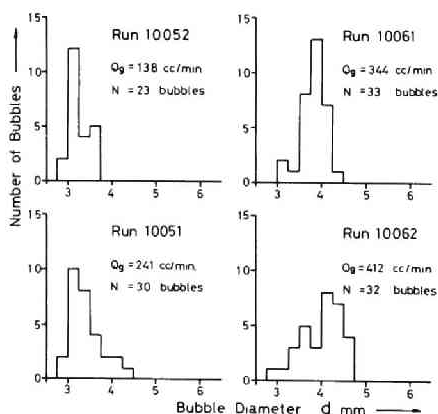 Number of Bubbles
15
10
5
0
3 4 5 6
Run 10052
Qg = 138 cc/min
N = 23 bubbles
15
10
5
0
3 4 5 6
Run 10061
Qg = 344 cc/min
N = 33 bubbles
15
10
5
0
3 4 5 6
Run 10051
Qg = 241 cc/min.
N = 30 bubbles
15
10
5
0
3 4 5 6
Run 10062
Qg = 412 cc/min
N = 32 bubbles
Bubble Diameter d mm